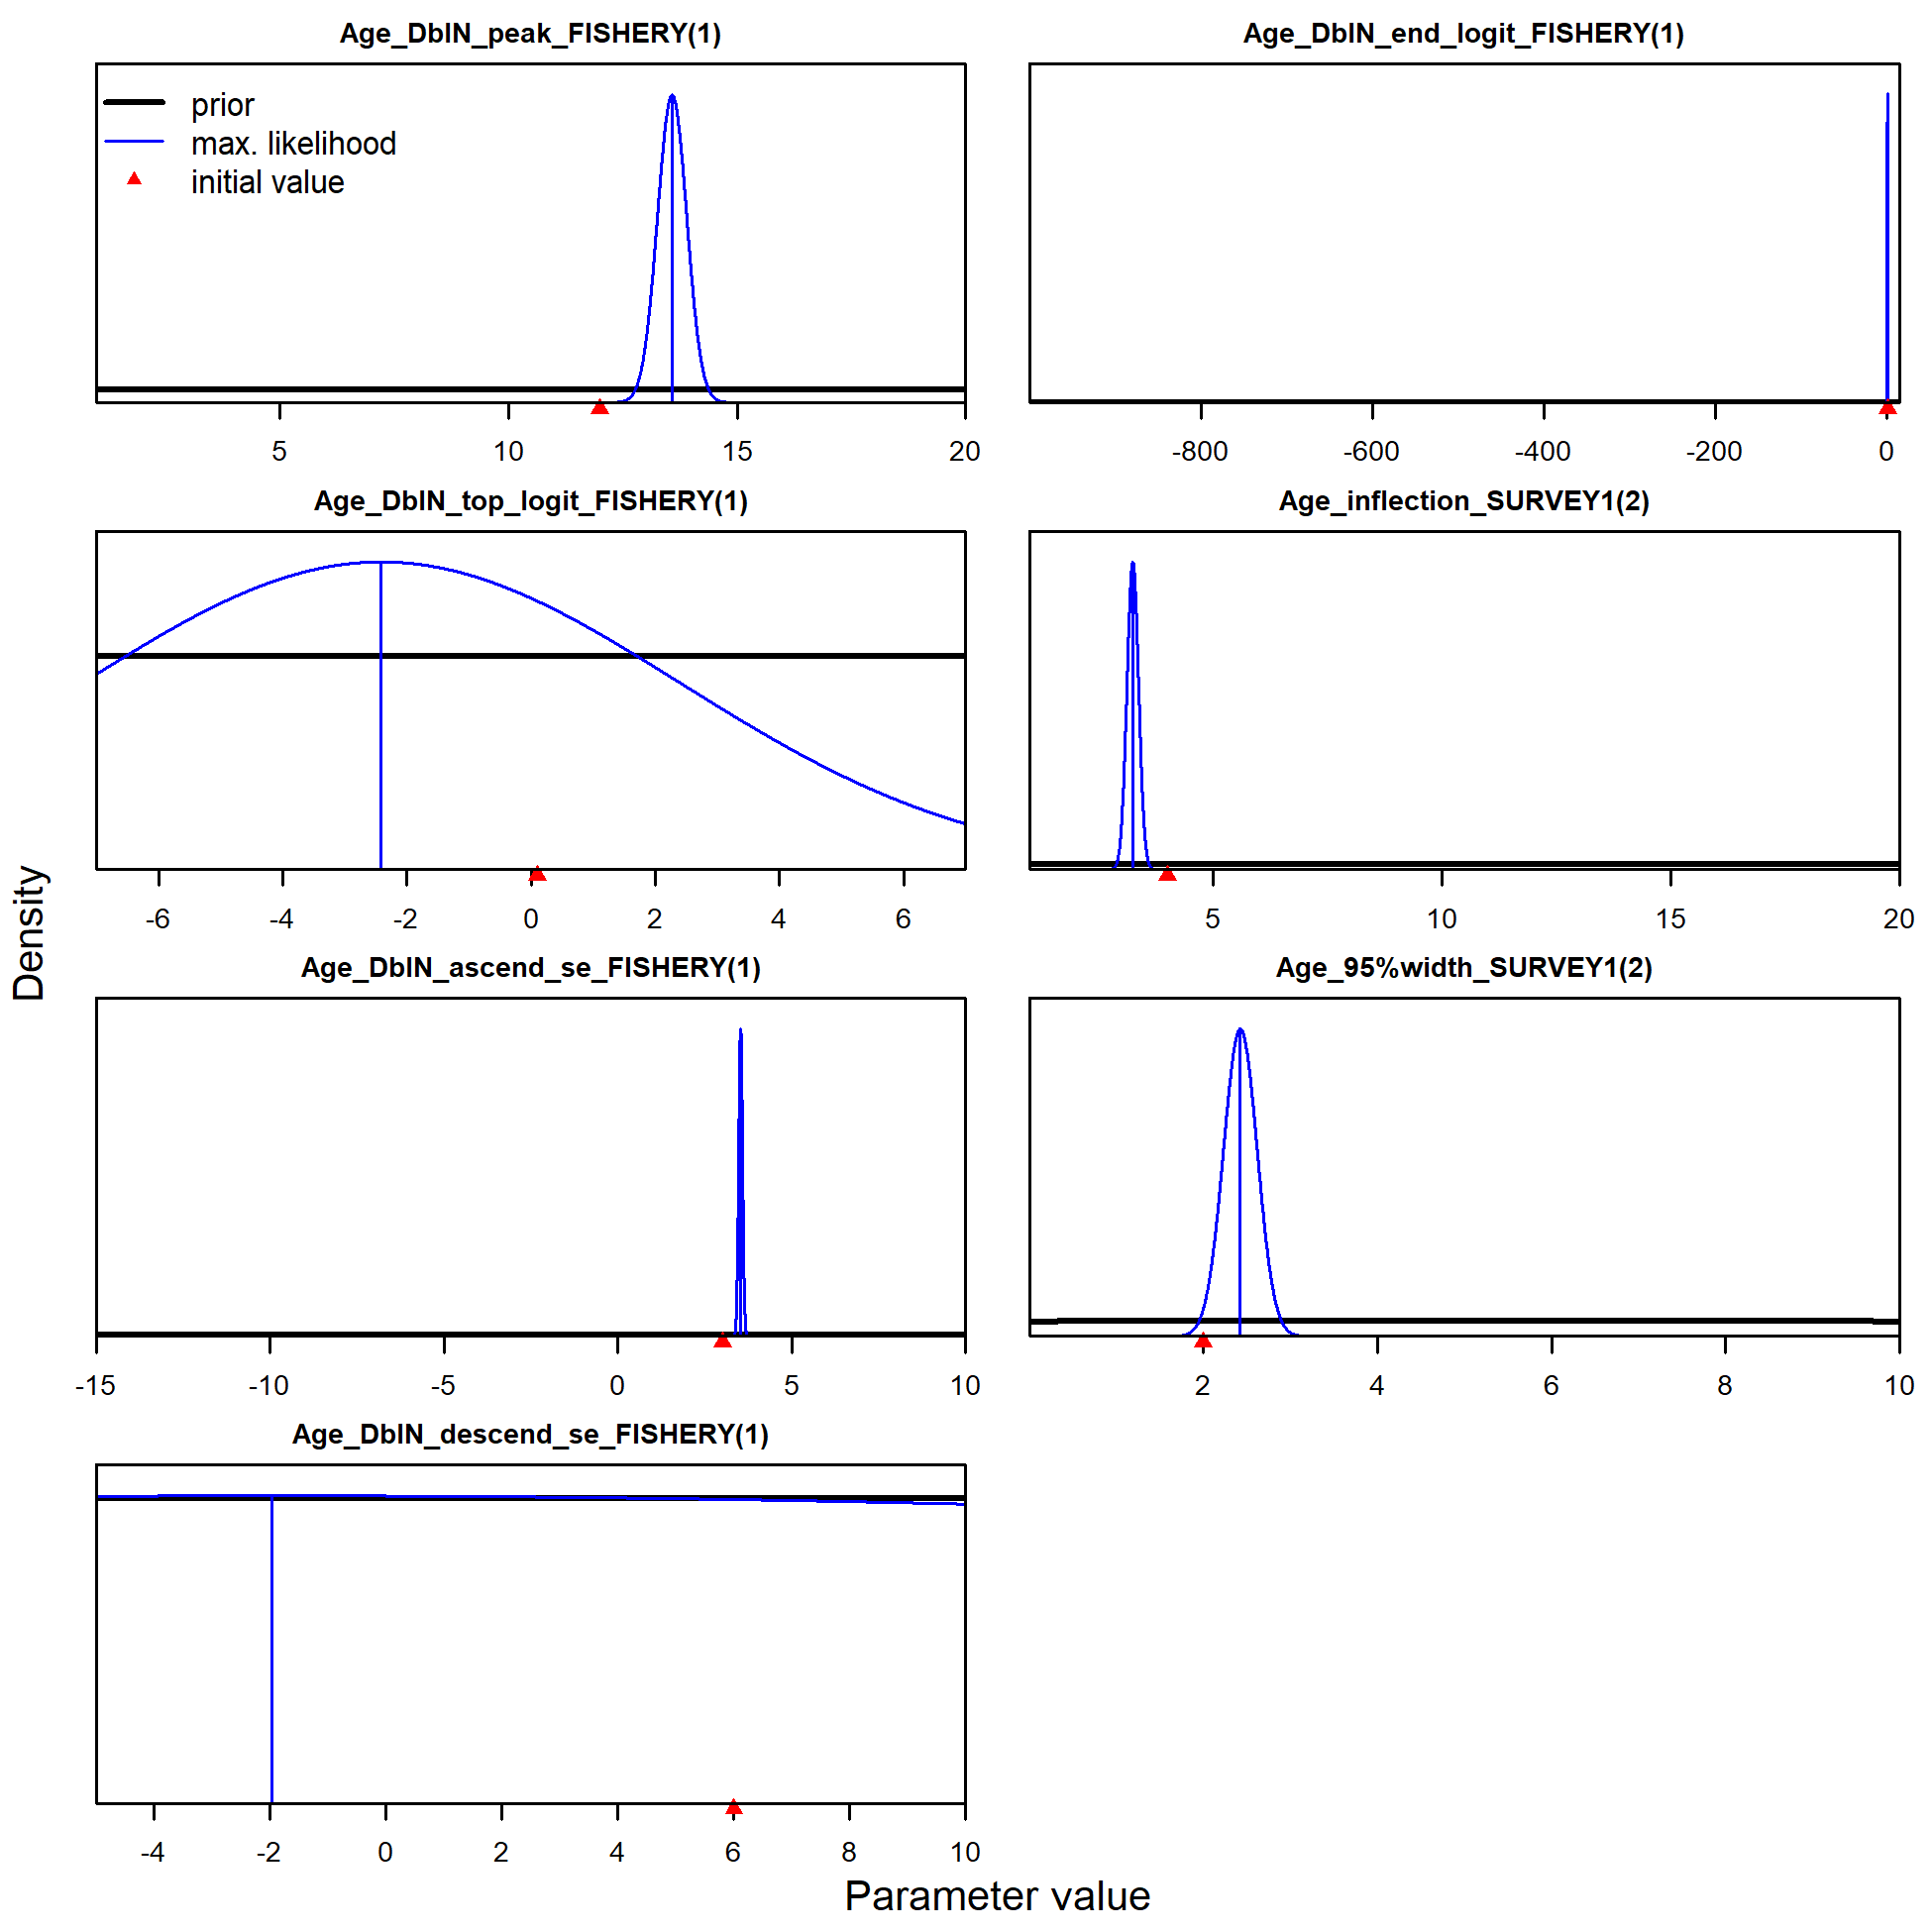 Age_DblN_peak_FISHERY(1)
prior
max. likelihood
initial value
5 10 15 20
Age_DblN_end_logit_FISHERY(1)
-800 -600 -400 -200 0
Age_DblN_top_logit_FISHERY(1)
-6 -4 -2 0 2 4 6
Age_inflection_SURVEY1(2)
5 10 15 20
Age_DblN_ascend_se_FISHERY(1)
-15 -10 -5 0 5 10
Age_95%width_SURVEY1(2)
2 4 6 8 10
Age_DblN_descend_se_FISHERY(1)
-4 -2 0 2 4 6 8 10
Density
Parameter value